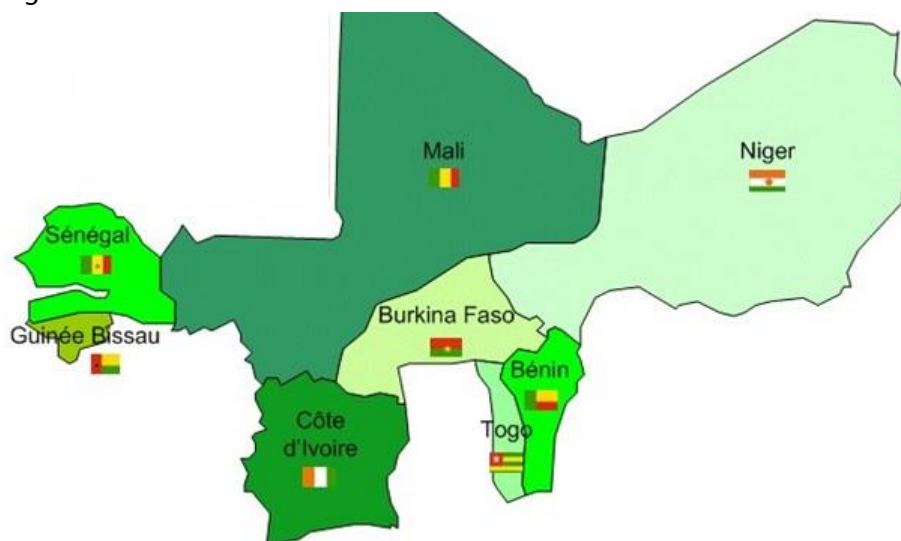 Mali
Niger
Sénégal
Burkina Faso
Guinée Bissau
Bénin
Côte
d'Ivoire
Togo